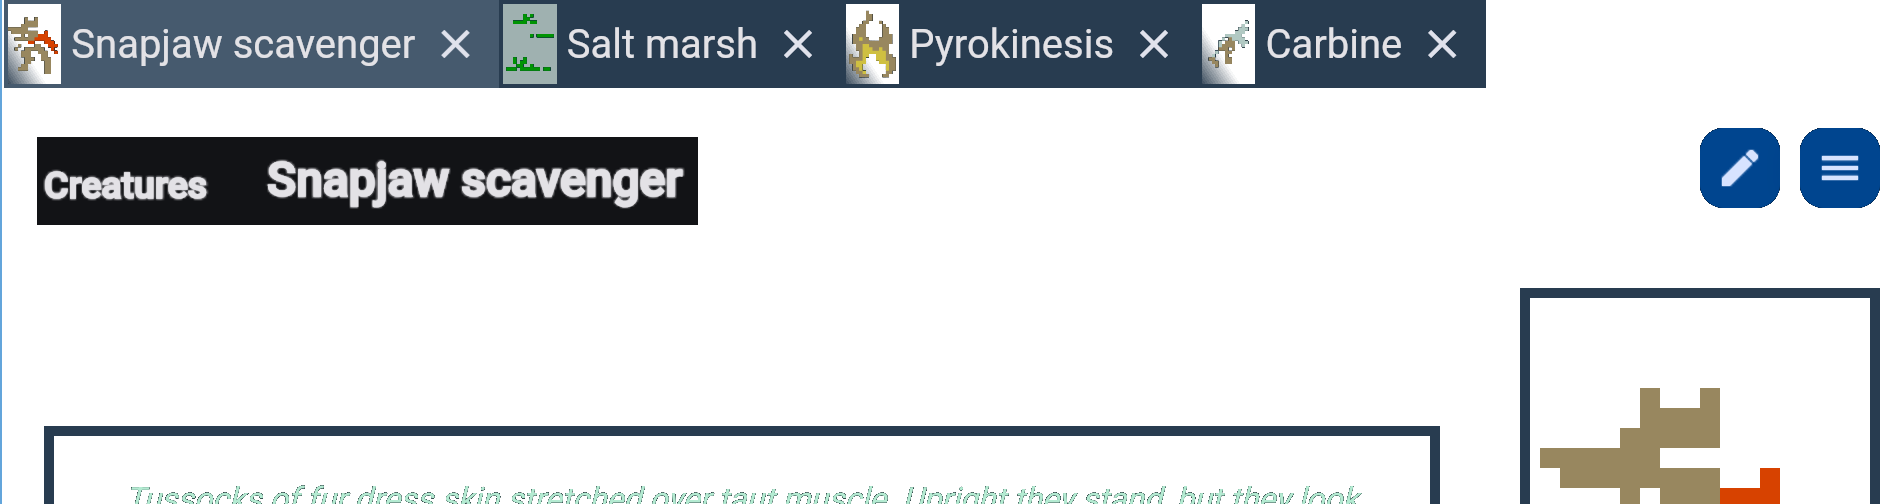 Snapjaw scavenger Salt marsh Pyrokinesis Carbine
Creatures Snapjaw scavenger
Tussocks of fur dress skin stretched over taut muscle. Upright they stand, but they look